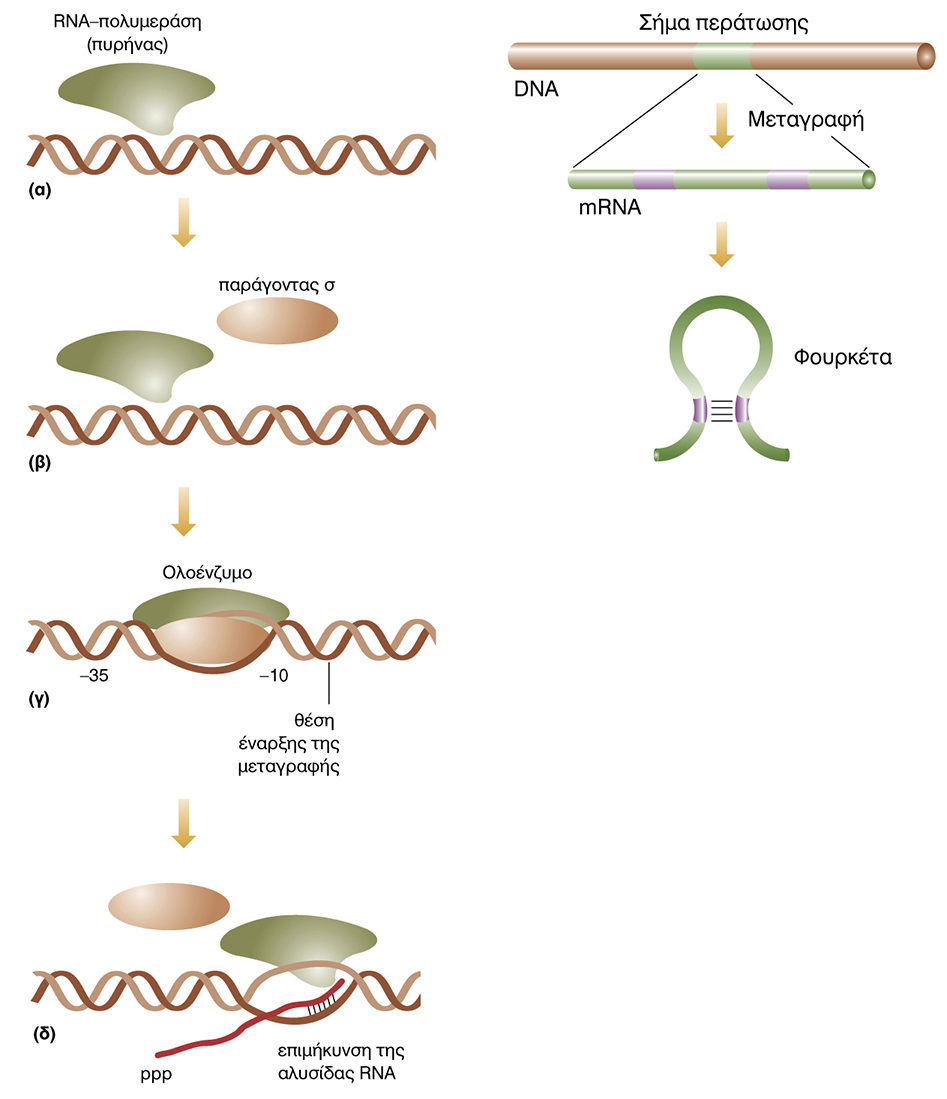 RNA–πολυμεράση
(πυρήνας)
(α)
παράγοντας σ
(β)
Ολοένζυμο
–35
–10
(γ)
θέση
έναρξης της
μεταγραφής
(δ)
ppp
επιμήκυνση της
αλυσίδας RNA
Σήμα περάτωσης
DNA
Μεταγραφή
mRNA
Φουρκέτα